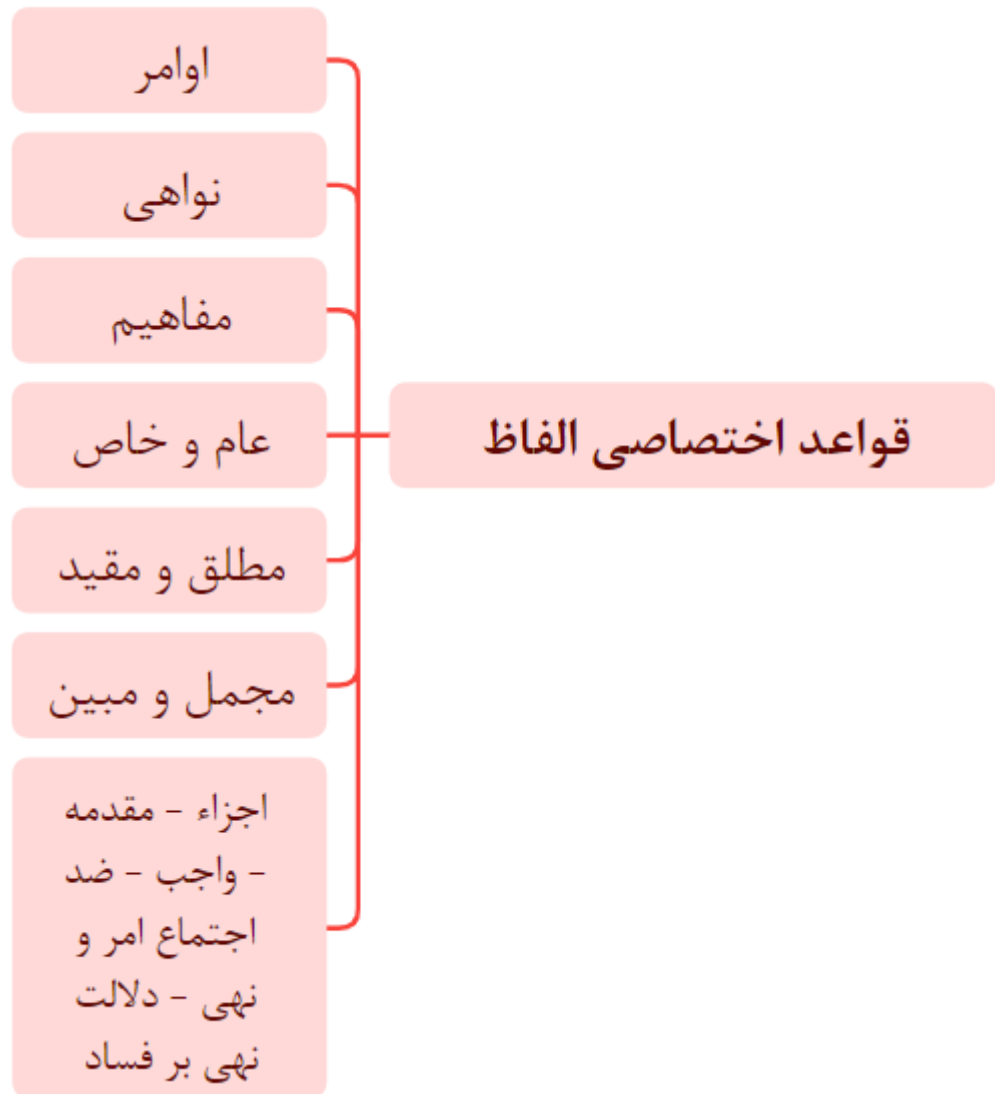 قواعد اختصاصی الفاظ
اوامر
نواهی
مفاهیم
عام و خاص
مطلق و مقید
مجمل و مبین
اجزاء - مقدمه
- واجب - ضد
اجتماع امر و
نهی - دلالت
نهی بر فساد